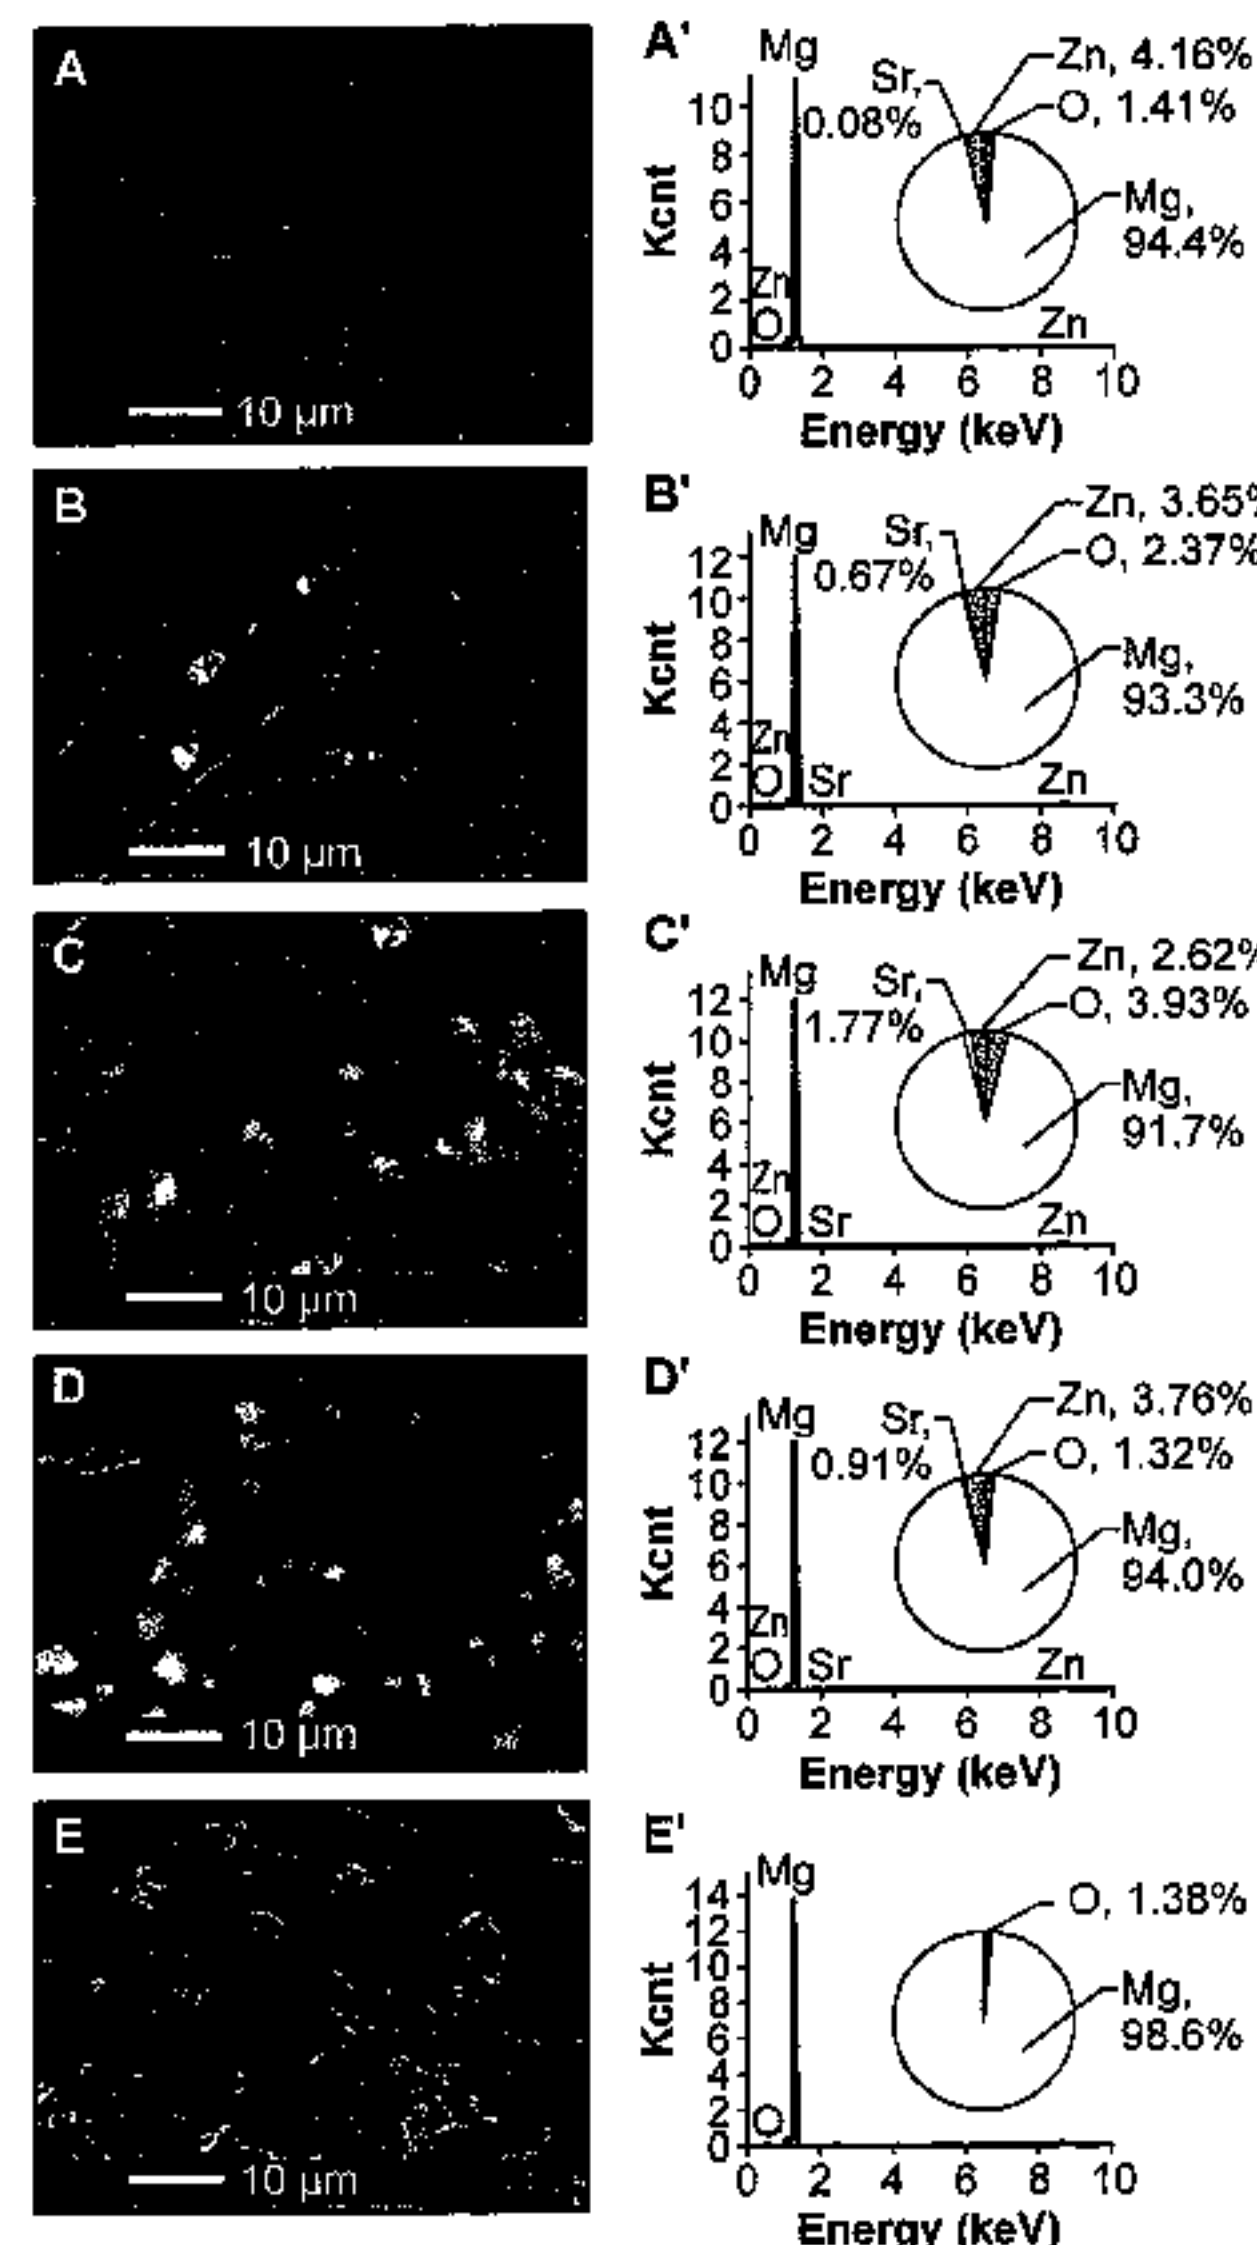 A
10 µm
A'
Mg
Sr,
0.08%
Zn, 4.16%
O, 1.41%
Mg,
94.4%
Kcnt
10
8
6
4
2
0
Zn
O
Zn
0 2 4 6 8 10
Energy (keV)
B
10 µm
B'
Mg
Sr,
0.67%
Zn, 3.65%
O, 2.37%
Mg,
93.3%
Kcnt
12
10
8
6
4
2
0
Zn
O Sr
Zn
0 2 4 6 8 10
Energy (keV)
C
10 µm
C'
Mg
Sr,
1.77%
Zn, 2.62%
O, 3.93%
Mg,
91.7%
Kcnt
12
10
8
6
4
2
0
Zn
O Sr
Zn
0 2 4 6 8 10
Energy (keV)
D
10 µm
D'
Mg
Sr,
0.91%
Zn, 3.76%
O, 1.32%
Mg,
94.0%
Kcnt
12
10
8
6
4
2
0
Zn
O Sr
Zn
0 2 4 6 8 10
Energy (keV)
E
10 µm
E'
Mg
O, 1.38%
Mg,
98.6%
Kcnt
14
12
10
8
6
4
2
0
O
0 2 4 6 8 10
Energy (keV)